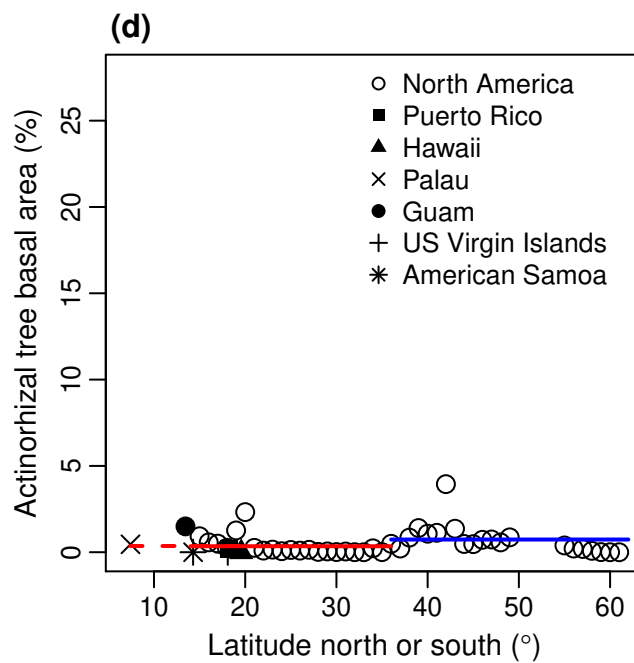 (d)
Actinorhizal tree basal area (%)
25
20
15
10
5
0
North America
Puerto Rico
Hawaii
Palau
Guam
US Virgin Islands
American Samoa
10 20 30 40 50 60
Latitude north or south (°)